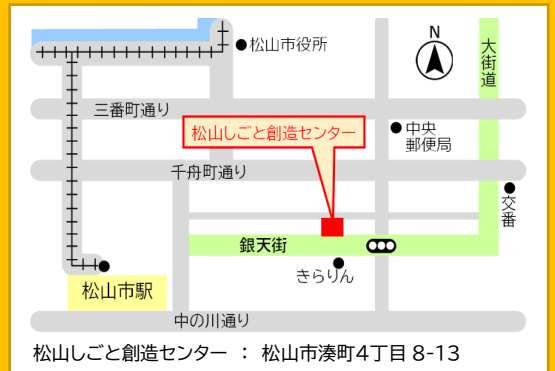 N
松山市役所
大街道
三番町通り
松山しごと創造センター
中央
郵便局
千舟町通り
交番
銀天街
きらりん
松山市駅
中の川通り
松山しごと創造センター : 松山市湊町4丁目 8-13